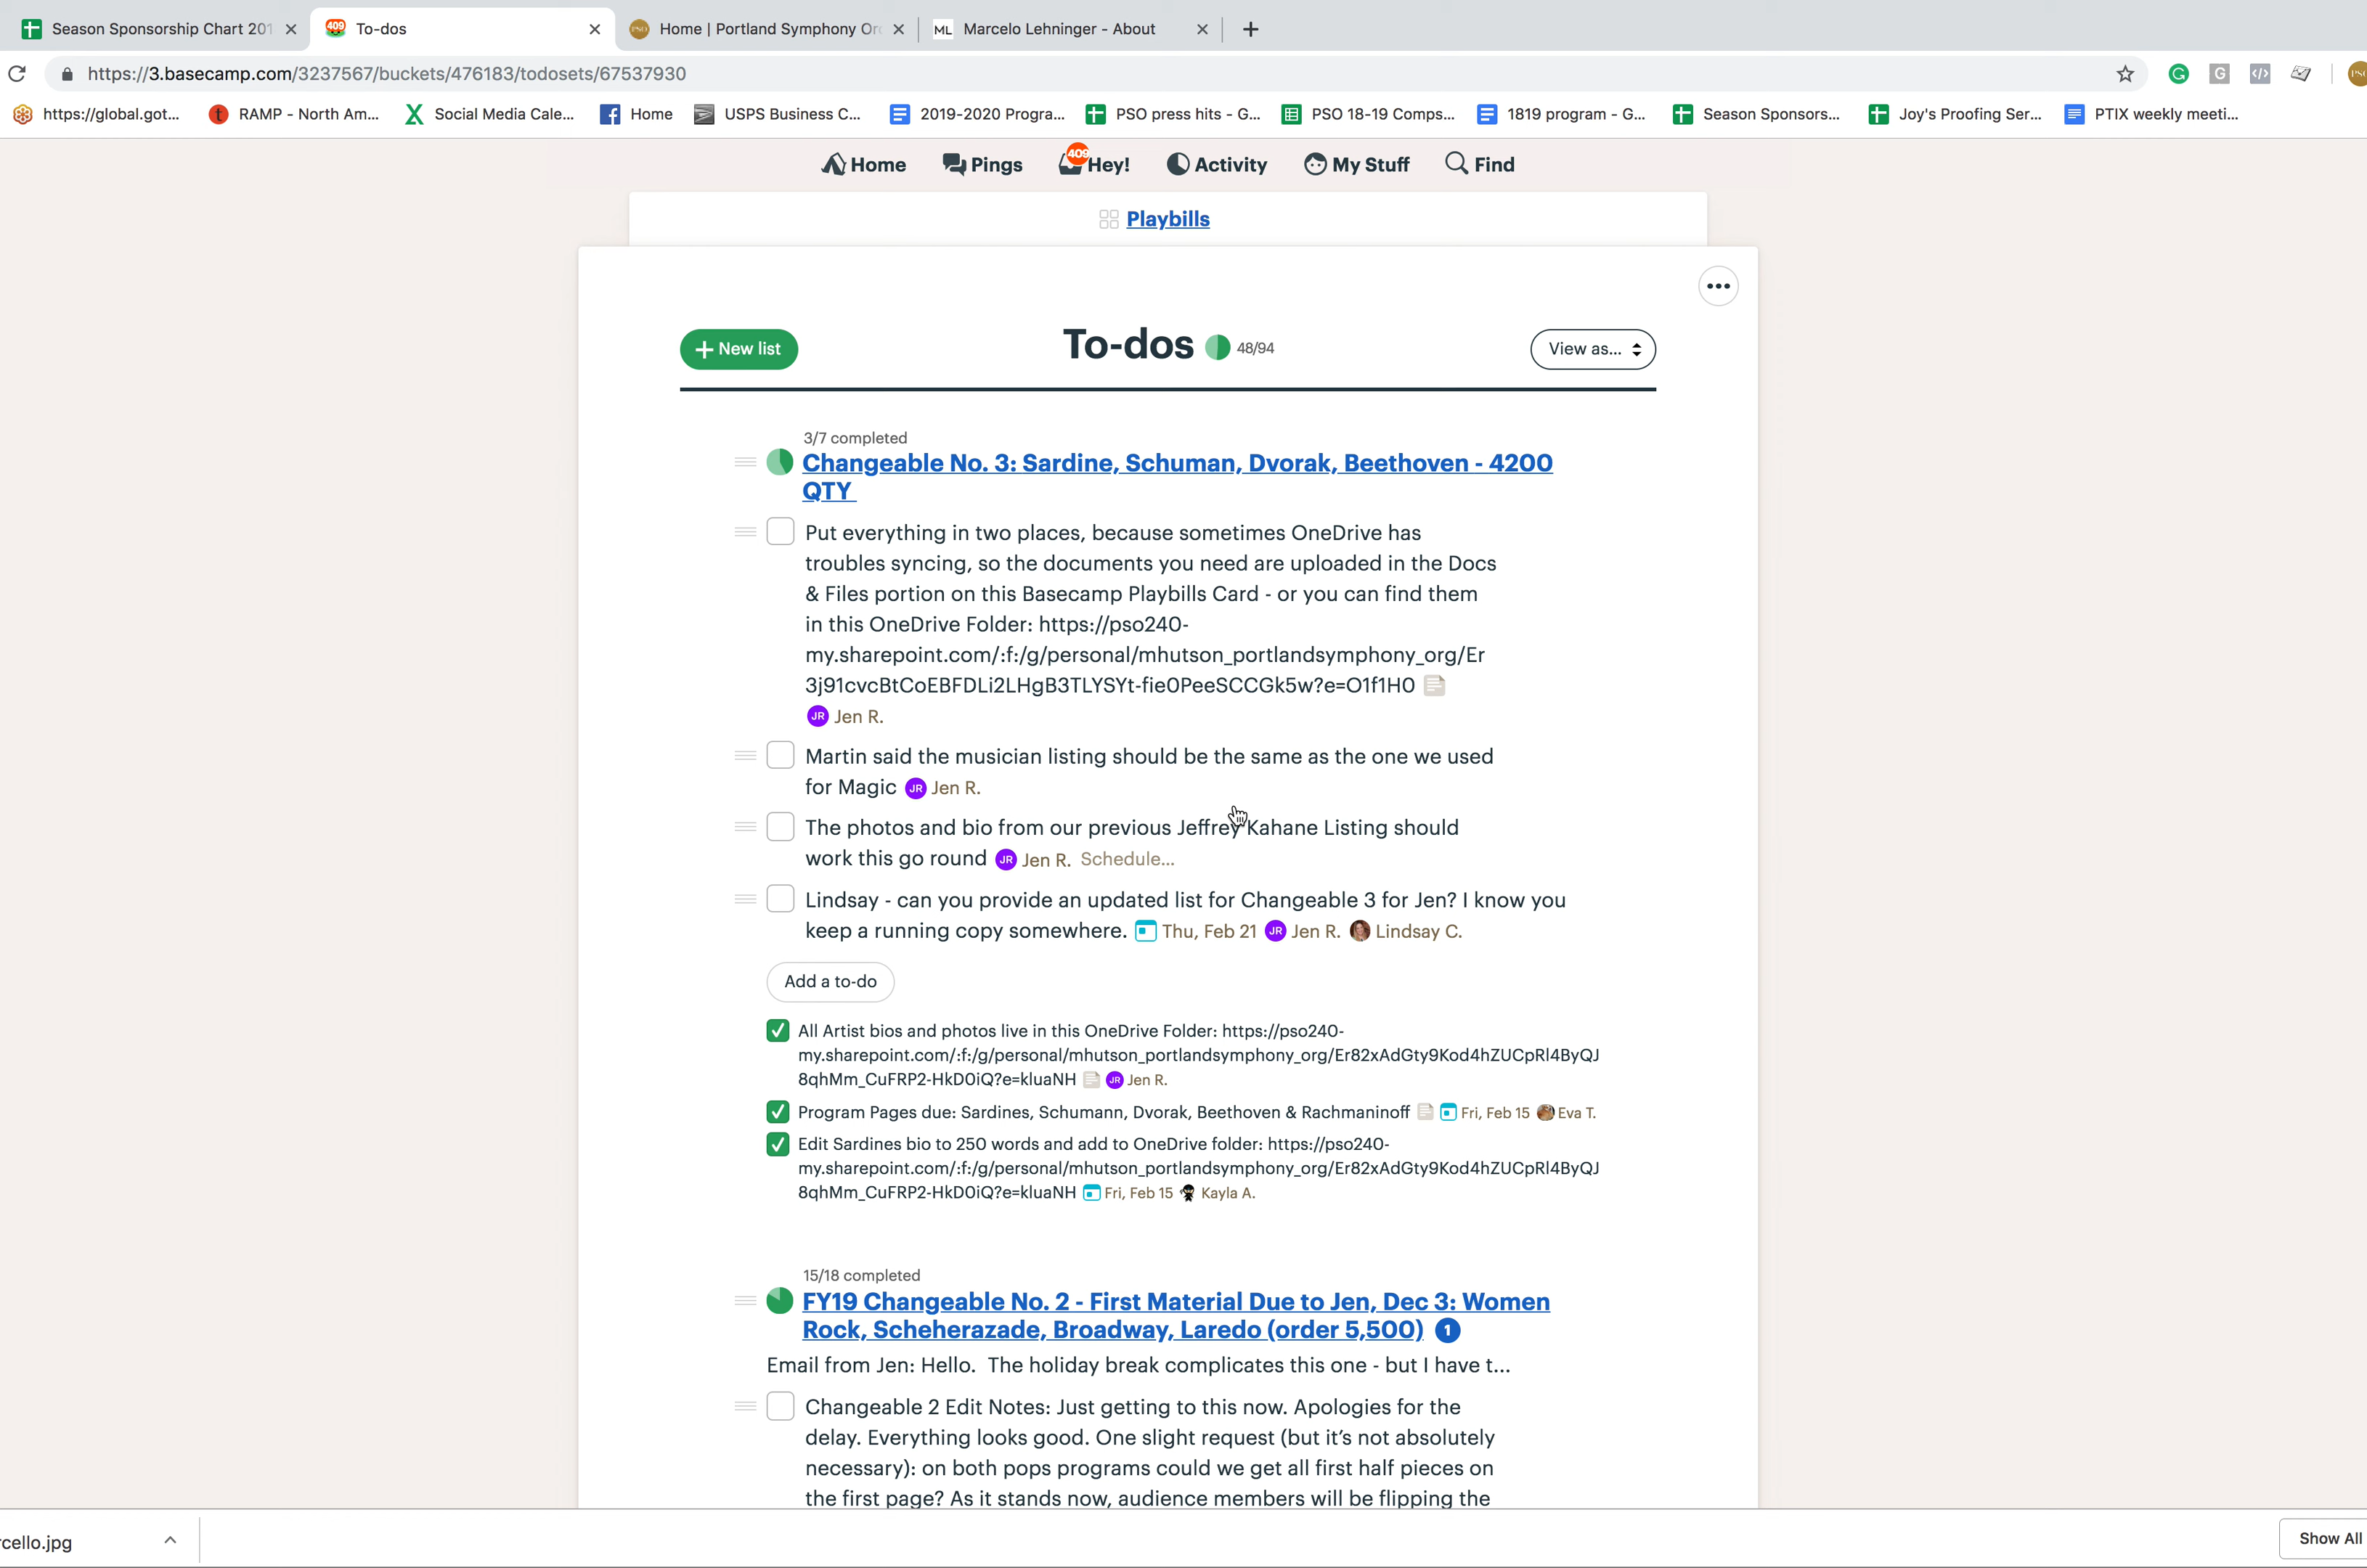 Season Sponsorship Chart 201
409 To-dos
PSO Home | Portland Symphony Orc
ML Marcelo Lehninger - About
https://3.basecamp.com/3237567/buckets/476183/todosets/67537930
https://global.got...
RAMP - North Am...
Social Media Cale...
Home
USPS Business C...
2019-2020 Progra...
PSO press hits - G...
PSO 18-19 Comps...
1819 program - G...
Season Sponsors...
Joy's Proofing Ser...
PTIX weekly meeti...
Home
Pings
409 Hey!
Activity
My Stuff
Find
Playbills
New list
To-dos
48/94
View as...
3/7 completed
Changeable No. 3: Sardine, Schuman, Dvorak, Beethoven - 4200
QTY
Put everything in two places, because sometimes OneDrive has
troubles syncing, so the documents you need are uploaded in the Docs
& Files portion on this Basecamp Playbills Card - or you can find them
in this OneDrive Folder: https://pso240-
my.sharepoint.com/:f:/g/personal/mhutson_portlandsymphony_org/Er
3j91cvcBtCoEBFDLi2LHgB3TLYSYt-fie0PeeSCCGk5w?e=O1f1H0
JR Jen R.
Martin said the musician listing should be the same as the one we used
for Magic JR Jen R.
The photos and bio from our previous Jeffrey Kahane Listing should
work this go round JR Jen R. Schedule...
Lindsay - can you provide an updated list for Changeable 3 for Jen? I know you
keep a running copy somewhere. Thu, Feb 21 JR Jen R. Lindsay C.
Add a to-do
All Artist bios and photos live in this OneDrive Folder: https://pso240-
my.sharepoint.com/:f:/g/personal/mhutson_portlandsymphony_org/Er82xAdGty9Kod4hZUCpRl4ByQJ
8qhMm_CuFRP2-HkD0iQ?e=kluaNH JR Jen R.
Program Pages due: Sardines, Schumann, Dvorak, Beethoven & Rachmaninoff Fri, Feb 15 Eva T.
Edit Sardines bio to 250 words and add to OneDrive folder: https://pso240-
my.sharepoint.com/:f:/g/personal/mhutson_portlandsymphony_org/Er82xAdGty9Kod4hZUCpRl4ByQJ
8qhMm_CuFRP2-HkD0iQ?e=kluaNH Fri, Feb 15 Kayla A.
15/18 completed
FY19 Changeable No. 2 - First Material Due to Jen, Dec 3: Women
Rock, Scheherazade, Broadway, Laredo (order 5,500) 1
Email from Jen: Hello. The holiday break complicates this one - but I have t...
Changeable 2 Edit Notes: Just getting to this now. Apologies for the
delay. Everything looks good. One slight request (but it's not absolutely
necessary): on both pops programs could we get all first half pieces on
the first page? As it stands now, audience members will be flipping the
rcello.jpg
Show All